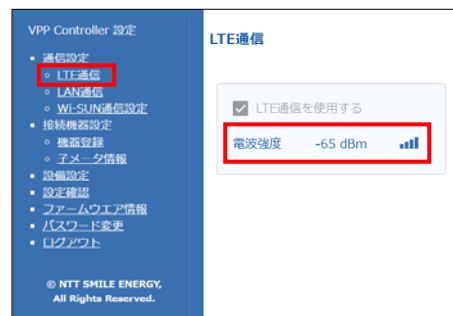 VPP Controller 設定
通信設定
LTE通信
LAN通信
Wi-SUN通信設定
接続機器設定
機器登録
子メータ情報
設備設定
設定確認
ファームウエア情報
パスワード変更
ログアウト
© NTT SMILE ENERGY,
All Rights Reserved.
LTE通信
LTE通信を使用する
電波強度 -65 dBm